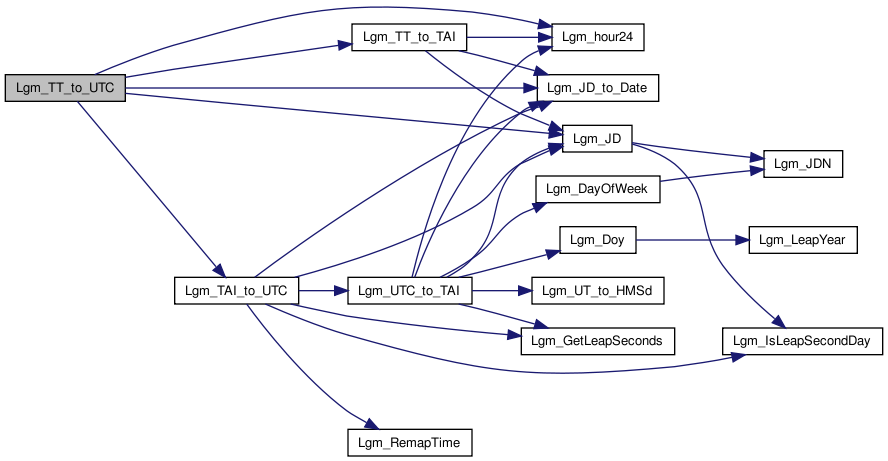 Lgm_TT_to_UTC
Lgm_TT_to_TAI
Lgm_hour24
Lgm_JD_to_Date
Lgm_JD
Lgm_JDN
Lgm_DayOfWeek
Lgm_Doy
Lgm_LeapYear
Lgm_TAI_to_UTC
Lgm_UTC_to_TAI
Lgm_UT_to_HMSd
Lgm_GetLeapSeconds
Lgm_IsLeapSecondDay
Lgm_RemapTime